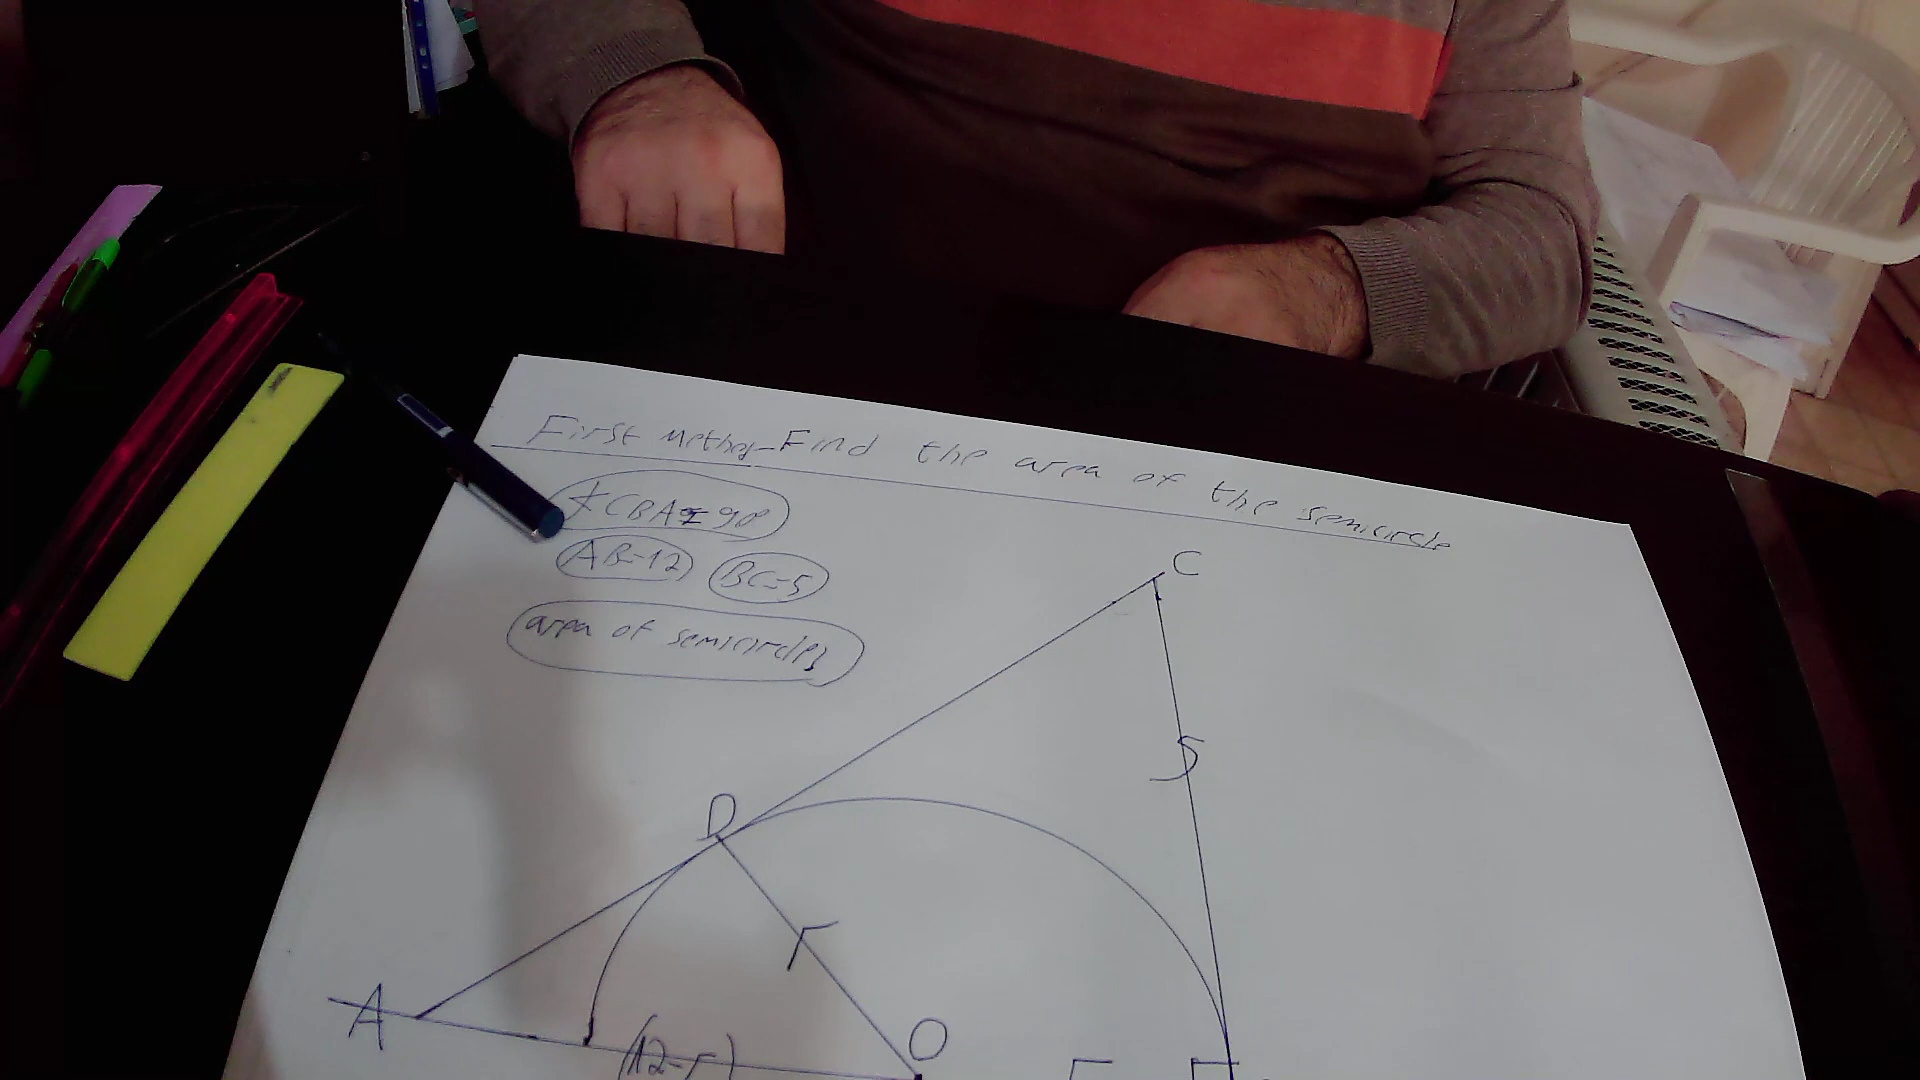 First Method Find the area of the semicircle
∡CBA=90°
AB=12 BC=5
area of semicircle?
C
5
D
r
A
O
(12-r)
r